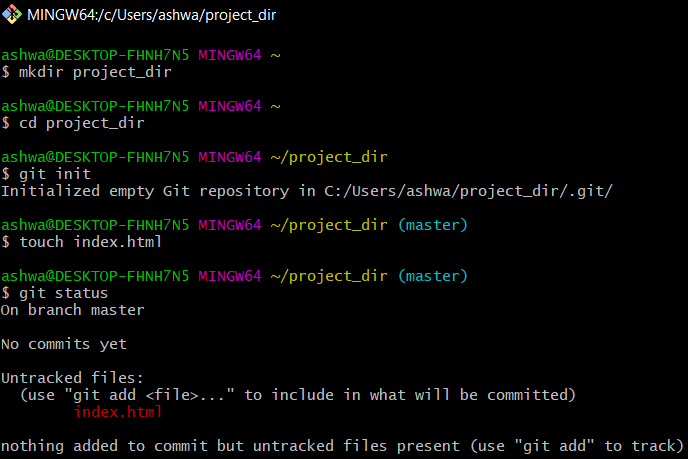 MINGW64:/c/Users/ashwa/project_dir
ashwa@DESKTOP-FHNH7N5 MINGW64 ~
$ mkdir project_dir
ashwa@DESKTOP-FHNH7N5 MINGW64 ~
$ cd project_dir
ashwa@DESKTOP-FHNH7N5 MINGW64 ~/project_dir
$ git init
Initialized empty Git repository in C:/Users/ashwa/project_dir/.git/
ashwa@DESKTOP-FHNH7N5 MINGW64 ~/project_dir (master)
$ touch index.html
ashwa@DESKTOP-FHNH7N5 MINGW64 ~/project_dir (master)
$ git status
On branch master
No commits yet
Untracked files:
  (use "git add <file>..." to include in what will be committed)
        index.html
nothing added to commit but untracked files present (use "git add" to track)